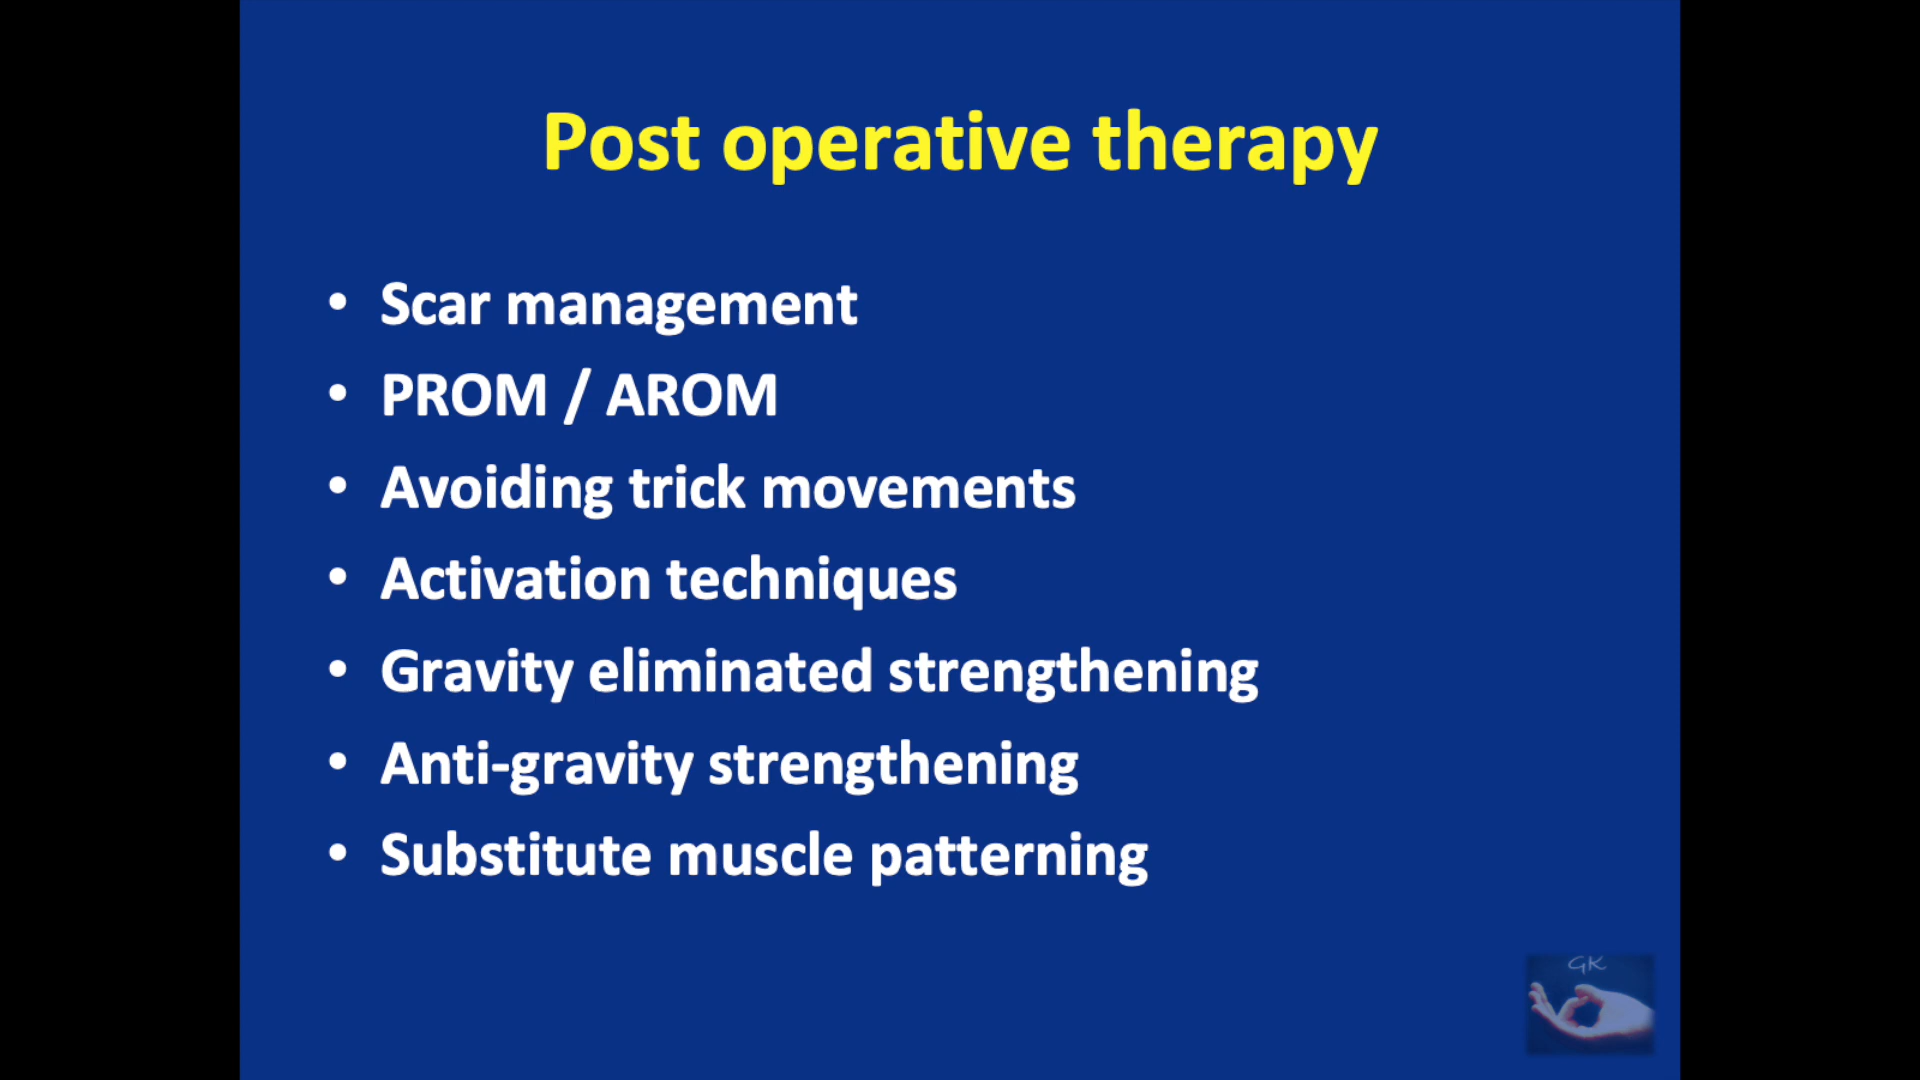 Post operative therapy
• Scar management
• PROM / AROM
• Avoiding trick movements
• Activation techniques
• Gravity eliminated strengthening
• Anti-gravity strengthening
• Substitute muscle patterning
GK